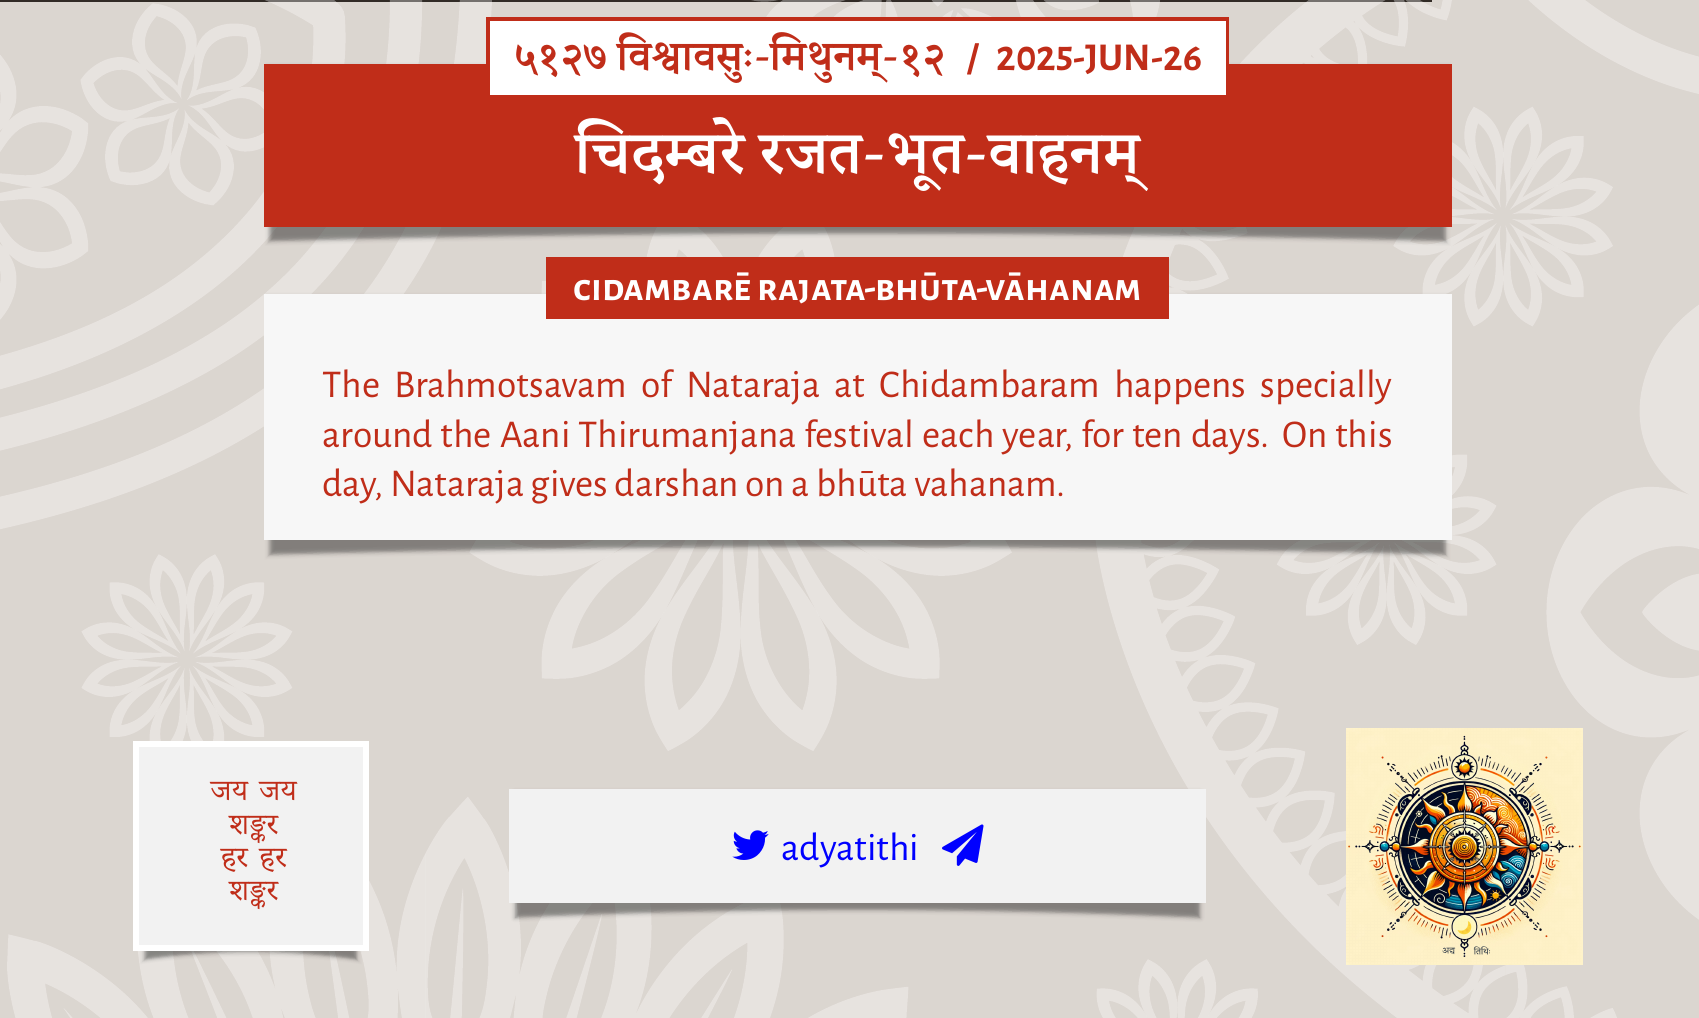 ५१२७ विश्वावसुः-मिथुनम्-१२ / 2025-JUN-26
चिदम्बरे रजत-भूत-वाहनम्
CIDAMBARĒ RAJATA-BHŪTA-VĀHANAM
The Brahmotsavam of Nataraja at Chidambaram happens specially
around the Aani Thirumanjana festival each year, for ten days. On this
day, Nataraja gives darshan on a bhūta vahanam.
जय जय
शङ्कर
हर हर
शङ्कर
adyatithi
अद्य तिथिः